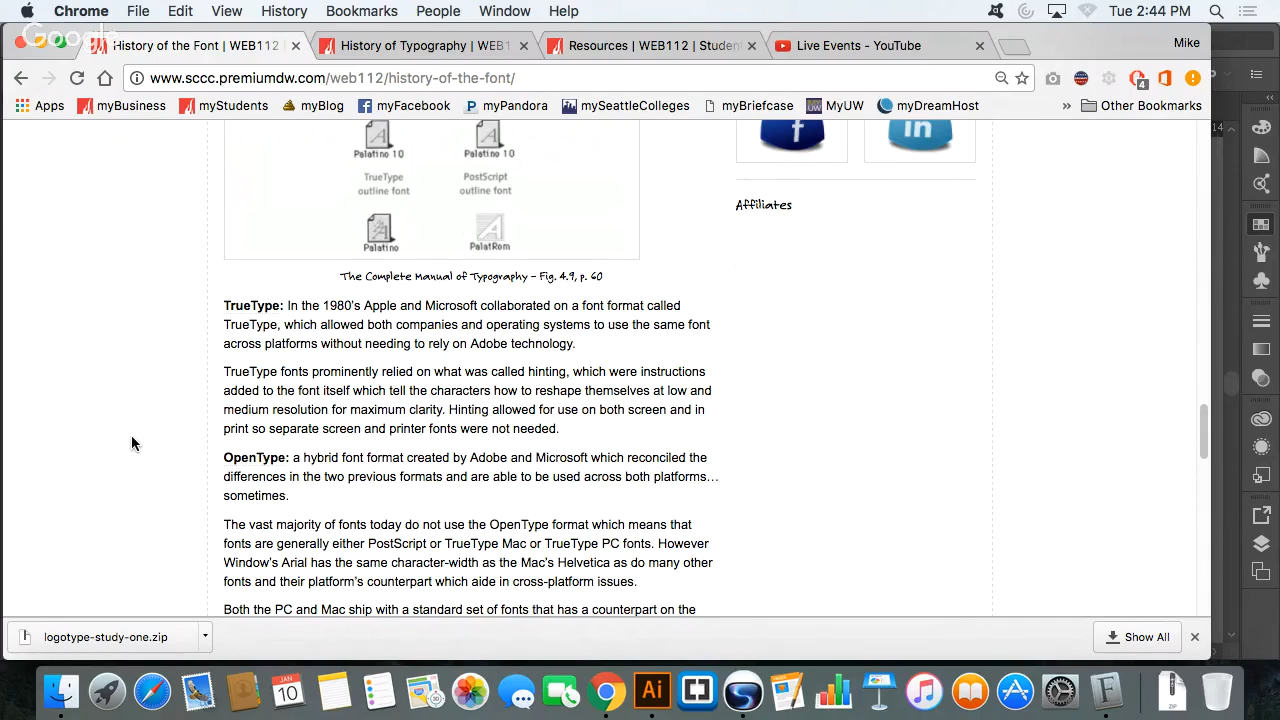 Chrome File Edit View History Bookmarks People Window Help Tue 2:44 PM
Google
History of the Font | WEB112 | History of Typography | WEB1 Resources | WEB112 | Student Live Events - YouTube Mike
www.sccc.premiumdw.com/web112/history-of-the-font/ 4
Apps myBusiness myStudents myBlog myFacebook myPandora mySeattleColleges myBriefcase MyUW myDreamHost » Other Bookmarks
14
Palatino 10 Palatino 10
TrueType PostScript
outline font outline font
Palatino PalatRom
Affiliates
The Complete Manual of Typography – Fig. 4.9, p. 60
TrueType: In the 1980's Apple and Microsoft collaborated on a font format called
TrueType, which allowed both companies and operating systems to use the same font
across platforms without needing to rely on Adobe technology.
TrueType fonts prominently relied on what was called hinting, which were instructions
added to the font itself which tell the characters how to reshape themselves at low and
medium resolution for maximum clarity. Hinting allowed for use on both screen and in
print so separate screen and printer fonts were not needed.
OpenType: a hybrid font format created by Adobe and Microsoft which reconciled the
differences in the two previous formats and are able to be used across both platforms…
sometimes.
The vast majority of fonts today do not use the OpenType format which means that
fonts are generally either PostScript or TrueType Mac or TrueType PC fonts. However
Window's Arial has the same character-width as the Mac's Helvetica as do many other
fonts and their platform's counterpart which aide in cross-platform issues.
Both the PC and Mac ship with a standard set of fonts that has a counterpart on the
logotype-study-one.zip Show All
JAN
10
Ai
ZIP